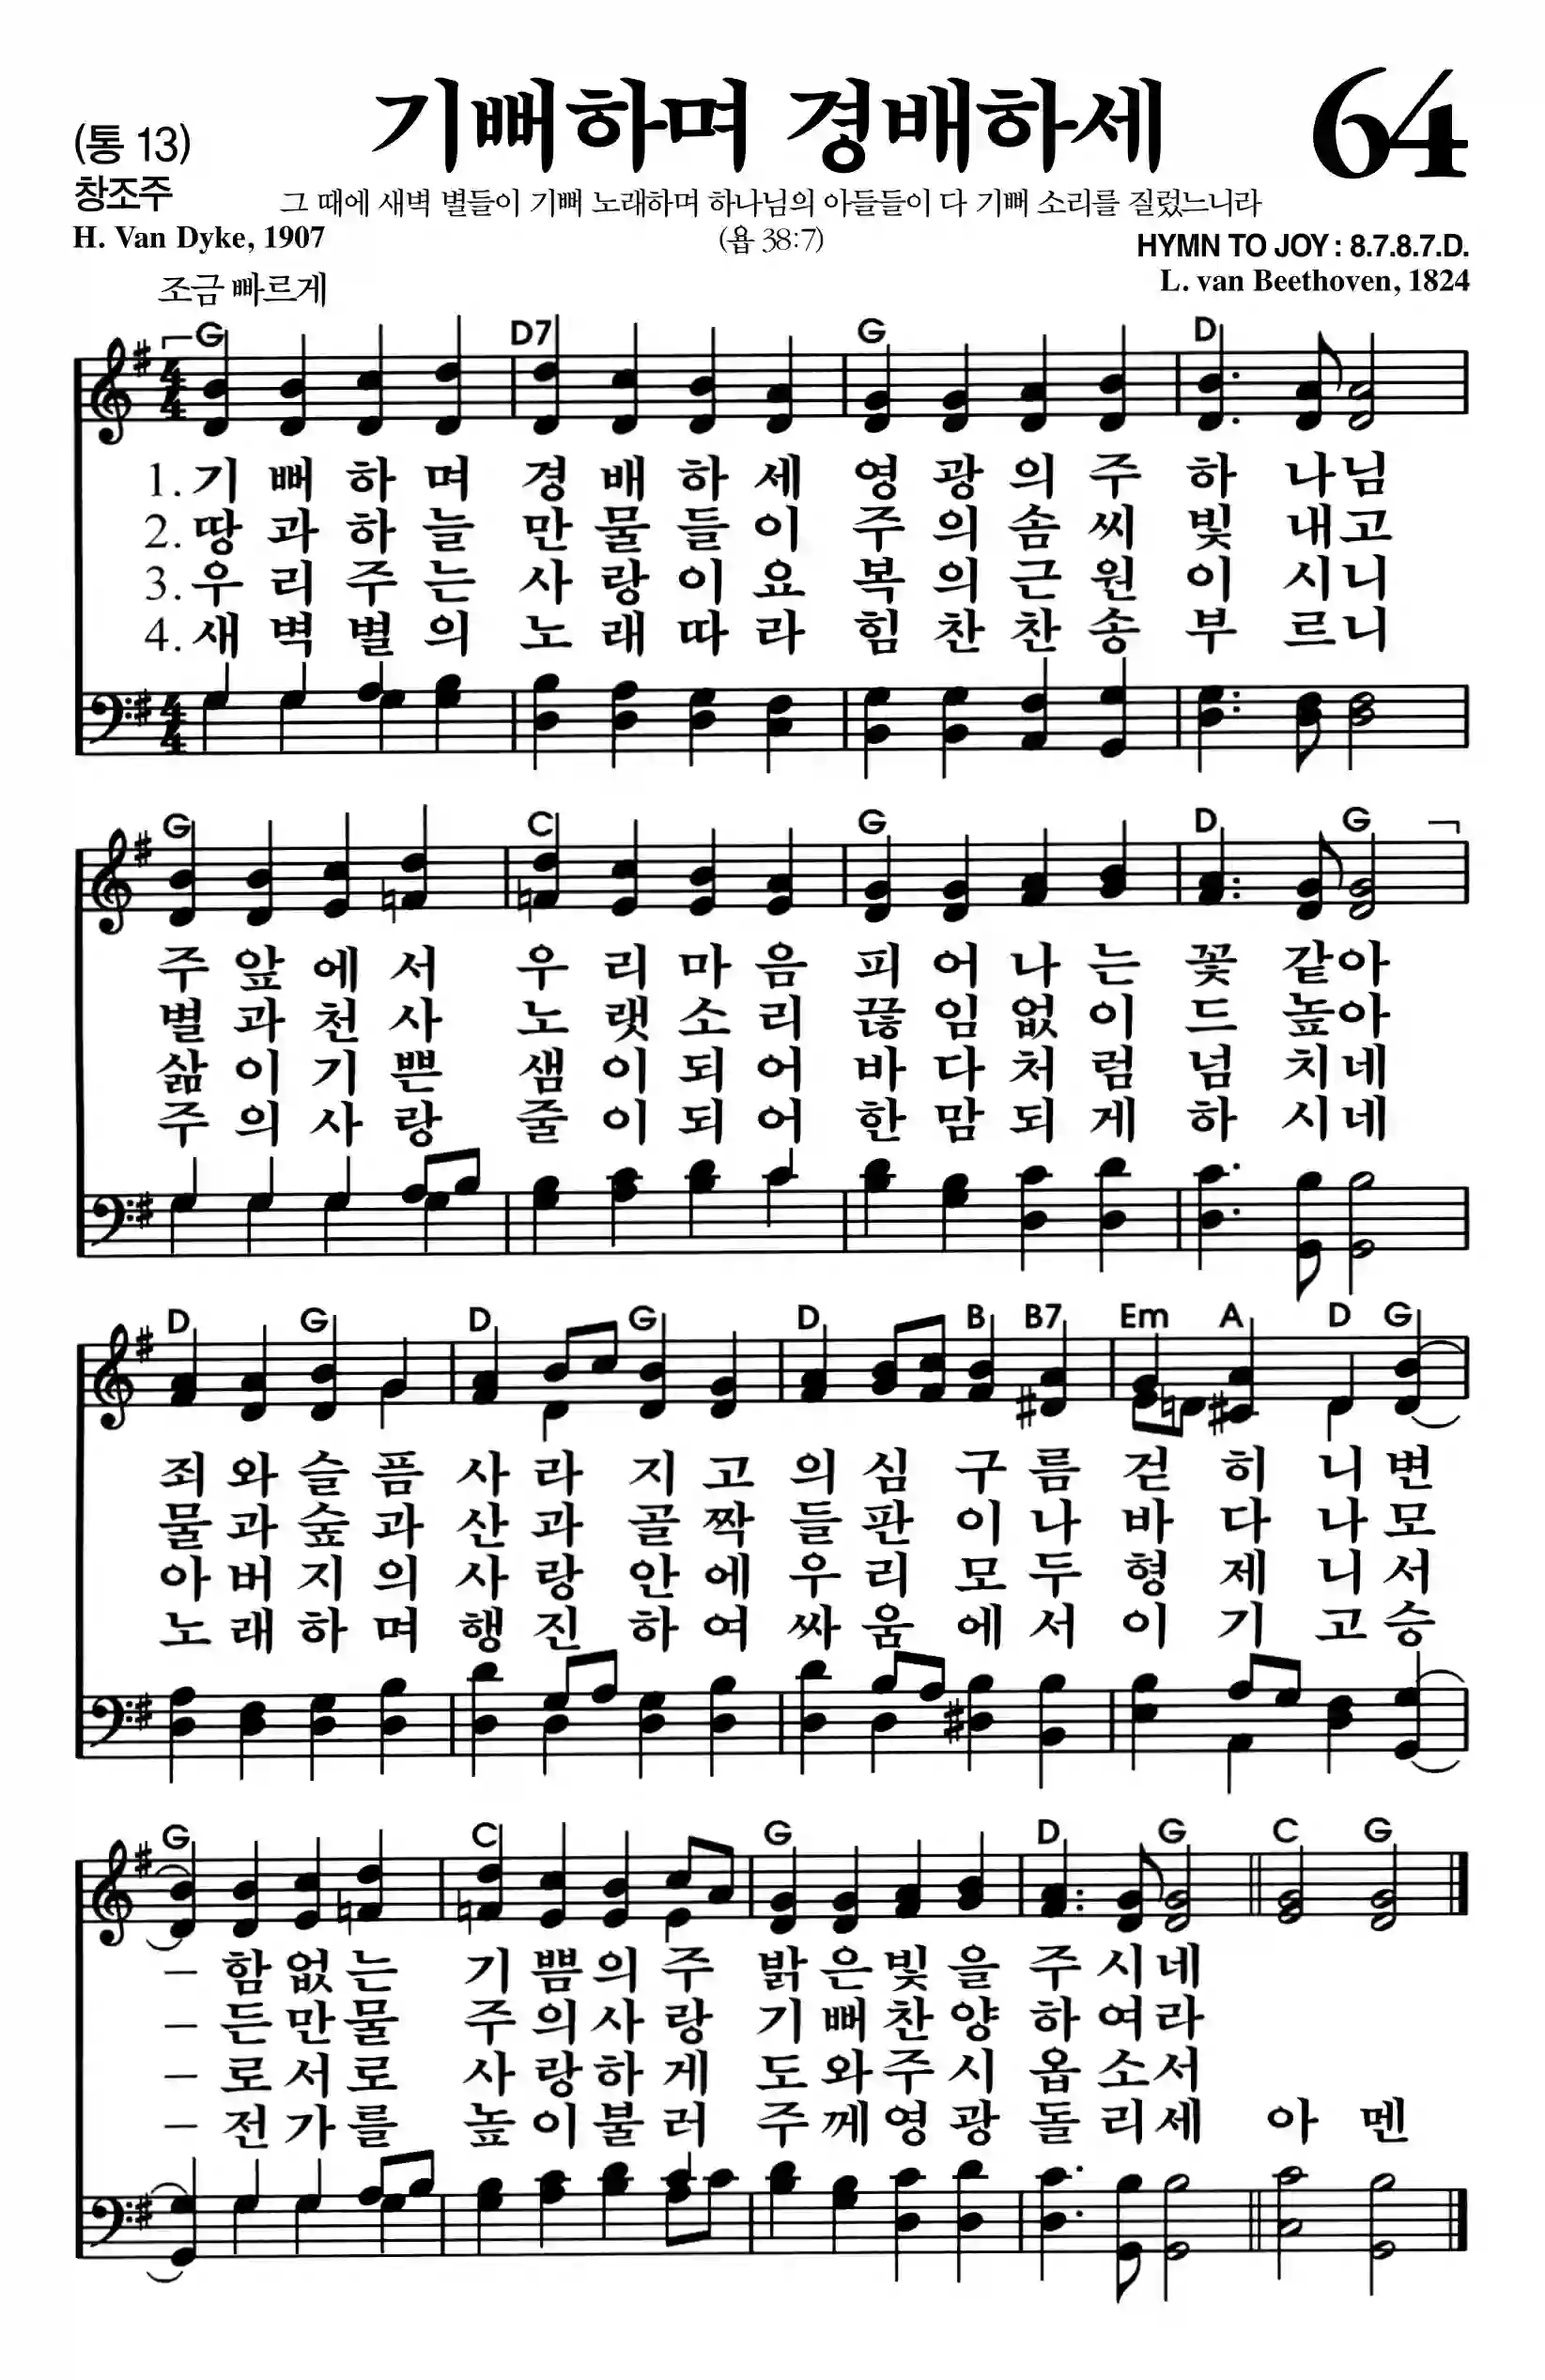 기뻐하며 경배하세
64
(통 13)
창조주
그 때에 새벽 별들이 기뻐 노래하며 하나님의 아들들이 다 기뻐 소리를 질렀느니라
(욥 38:7)
H. Van Dyke, 1907
HYMN TO JOY : 8.7.8.7.D.
L. van Beethoven, 1824
조금 빠르게
G D7 G D
4 4
1. 기 뻐 하 며 경 배 하 세 영 광 의 주 하 나님
2. 땅 과 하 늘 만 물 들 이 주 의 솜 씨 빛 내고
3. 우 리 주 는 사 랑 이 요 복 의 근 원 이 시니
4. 새 벽 별 의 노 래 따 라 힘 찬 찬 송 부 르니
4 4
G C G D G
주 앞 에 서 우 리 마 음 피 어 나 는 꽃 같아
별 과 천 사 노 랫 소 리 끊 임 없 이 드 높아
삶 이 기 쁜 샘 이 되 어 바 다 처 럼 넘 치네
주 의 사 랑 줄 이 되 어 한 맘 되 게 하 시네
D G D G D B B7 Em A D G
죄 와 슬 픔 사 라 지 고 의 심 구 름 걷 히 니 변
물 과 숲 과 산 과 골 짝 들 판 이 나 바 다 나 모
아 버 지 의 사 랑 안 에 우 리 모 두 형 제 니 서
노 래 하 며 행 진 하 여 싸 움 에 서 이 기 고 승
G C G D G C G
– 함 없 는 기 쁨 의 주 밝 은 빛 을 주 시 네
– 든 만 물 주 의 사 랑 기 뻐 찬 양 하 여 라
– 로 서 로 사 랑 하 게 도 와 주 시 옵 소 서
– 전 가 를 높 이 불 러 주 께 영 광 돌 리 세 아 멘